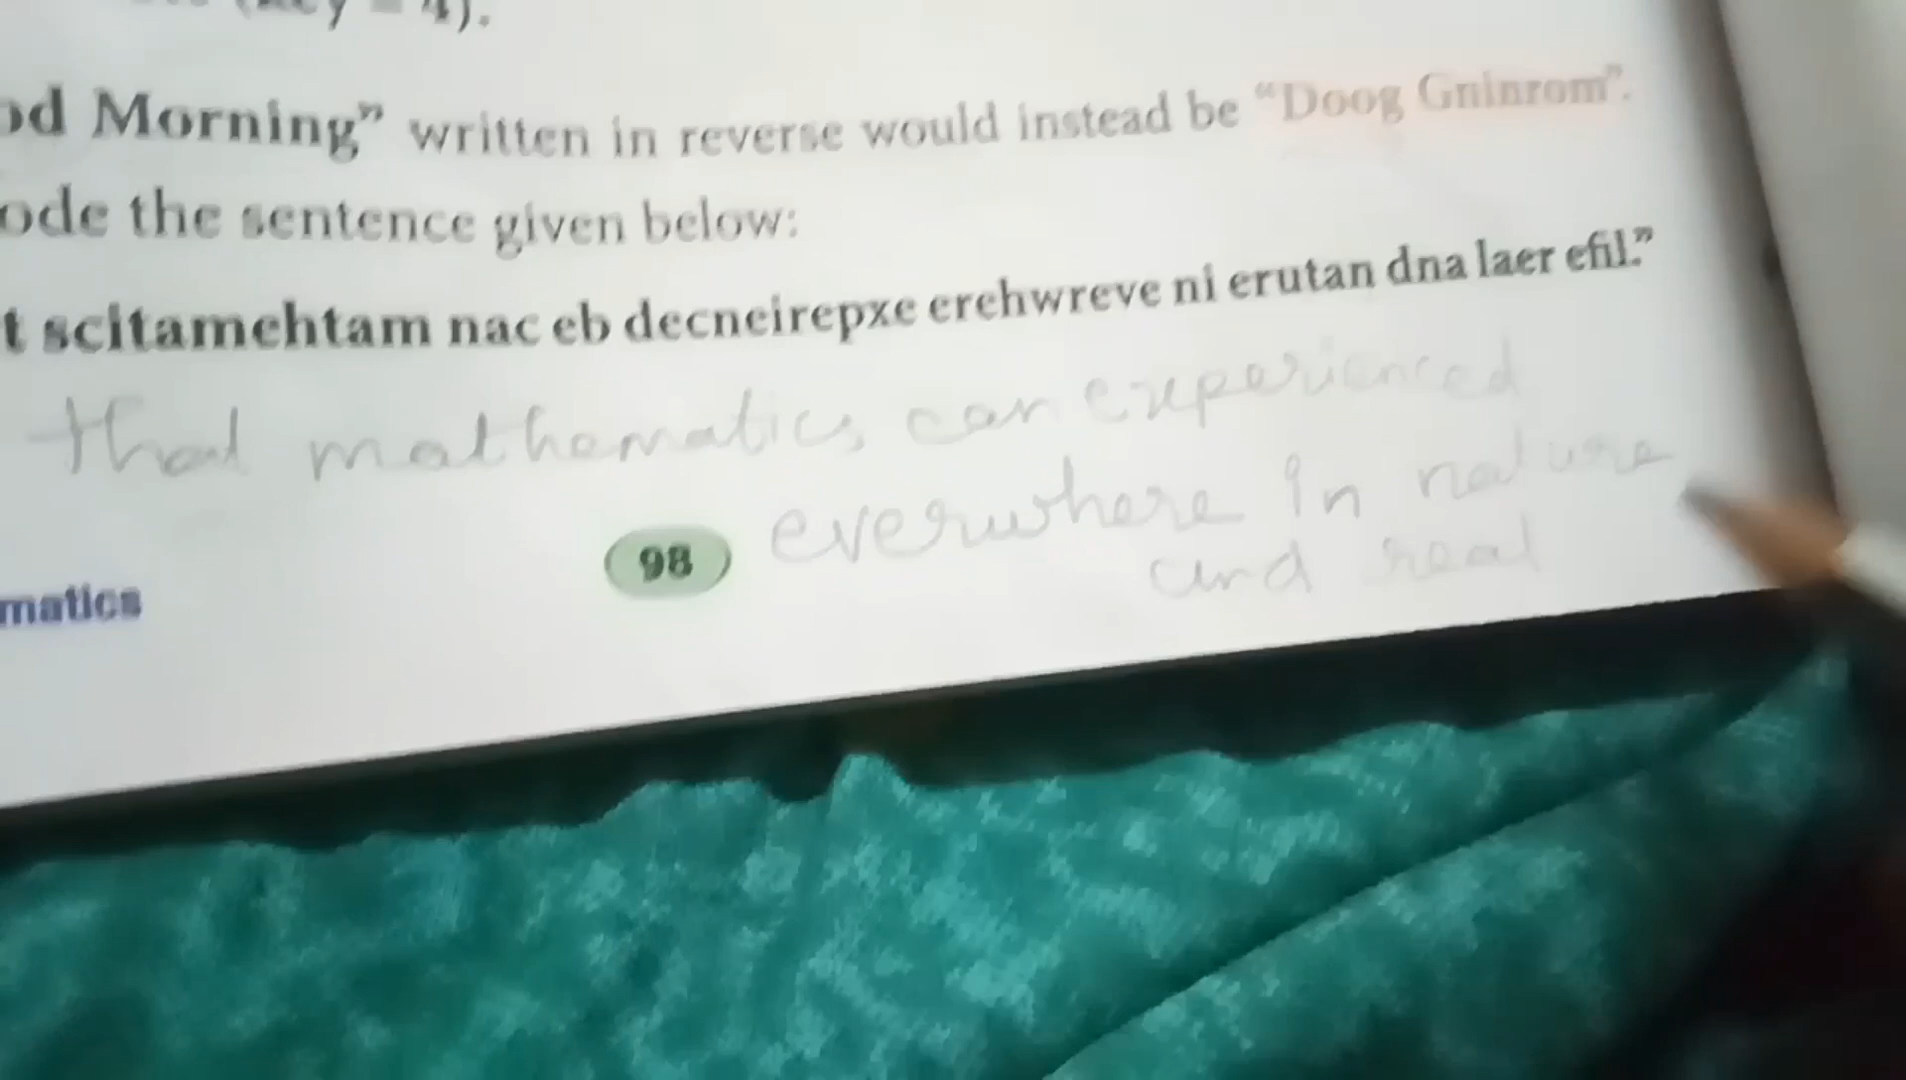 = 4).
od Morning” written in reverse would instead be “Doog Gninrom”.
ode the sentence given below:
t scitamehtam nac eb decneirepxe erehwreve ni erutan dna laer efil.”
that mathematics can experienced
everwhere in nature
and real
98
matics